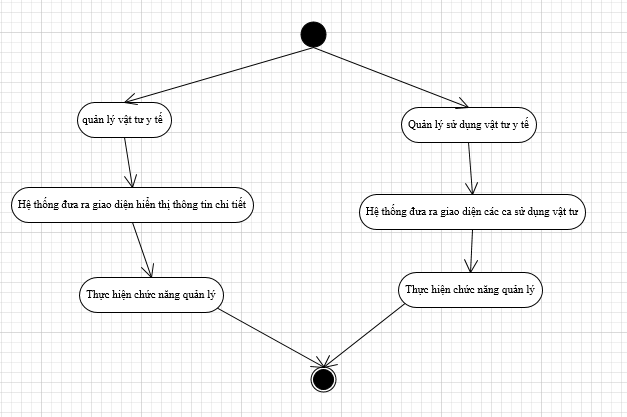 quản lý vật tư y tế
Quản lý sử dụng vật tư y tế
Hệ thống đưa ra giao diện hiển thị thông tin chi tiết
Hệ thống đưa ra giao diện các ca sử dụng vật tư
Thực hiện chức năng quản lý
Thực hiện chức năng quản lý